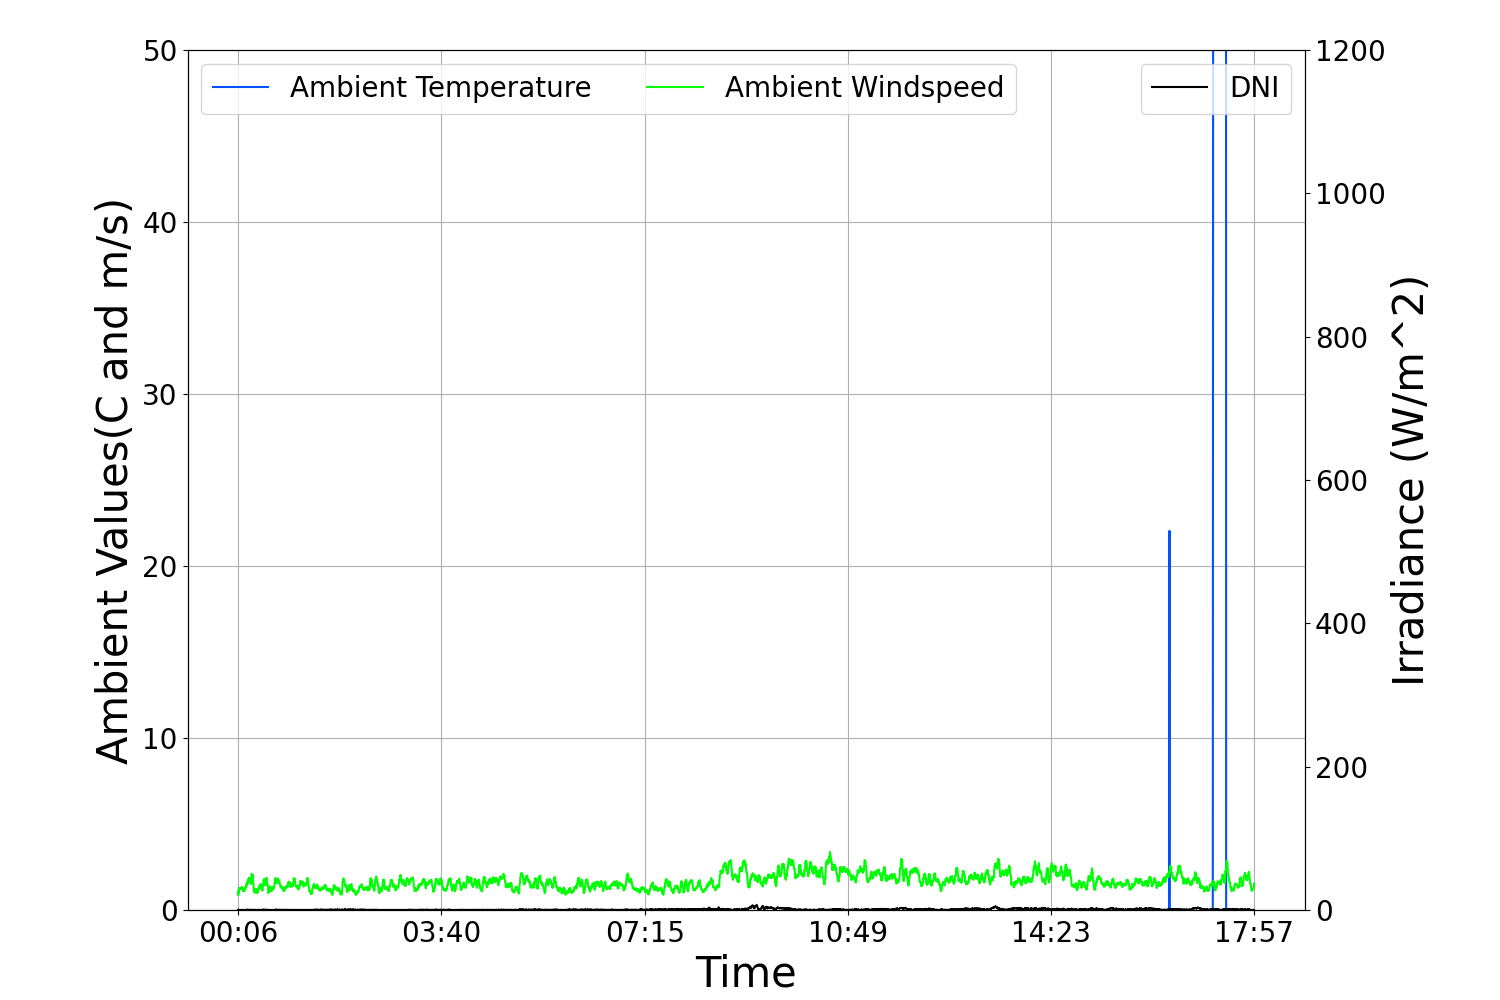 Ambient Temperature
Ambient Windspeed
DNI
Ambient Values(C and m/s)
50
40
30
20
10
0
1200
1000
800
600
400
200
0
Irradiance (W/m^2)
00:06 03:40 07:15 10:49 14:23 17:57
Time